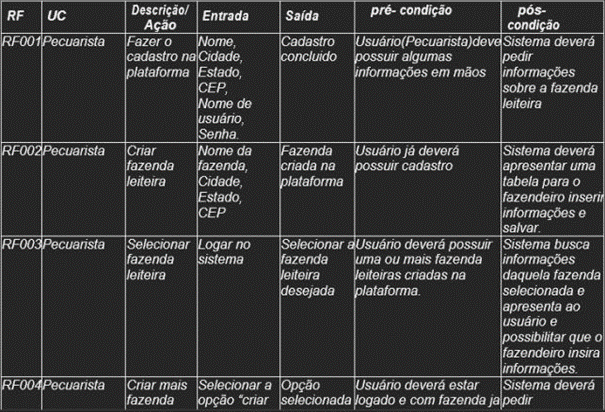 RF UC Descrição/ Ação Entrada Saída pré- condição pós- condição
RF001 Pecuarista
Fazer o
cadastro na
plataforma
Nome,
Cidade,
Estado,
CEP,
Nome de
usuário,
Senha.
Cadastro
concluido
Usuário(Pecuarista)deve
possuir algumas
informações em mãos
Sistema deverá
pedir
informações
sobre a fazenda
leiteira
RF002 Pecuarista
Criar
fazenda
leiteira
Nome da
fazenda,
Cidade,
Estado,
CEP
Fazenda
criada na
plataforma
Usuário já deverá
possuir cadastro
Sistema deverá
apresentar uma
tabela para o
fazendeiro inserir
informações e
salvar.
RF003 Pecuarista
Selecionar
fazenda
leiteira
Logar no
sistema
Selecionar a
fazenda
leiteira
desejada
Usuário deverá possuir
uma ou mais fazenda
leiteiras criadas na
plataforma.
Sistema busca
informações
daquela fazenda
selecionada e
apresenta ao
usuário e
possibilitar que o
fazendeiro insira
informações.
RF004 Pecuarista
Criar mais
fazenda
Selecionar a
opção “criar
Opção
selecionada
Usuário deverá estar
logado e com fazenda ja
Sistema deverá
pedir